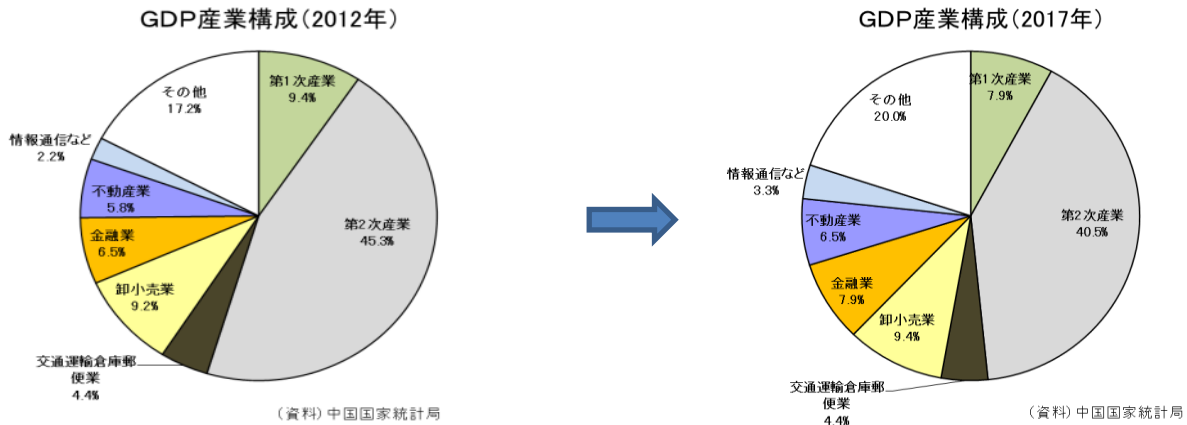 GDP産業構成(2012年)
第1次産業
9.4%
第2次産業
45.3%
交通運輸倉庫郵
便業
4.4%
卸小売業
9.2%
金融業
6.5%
不動産業
5.8%
情報通信など
2.2%
その他
17.2%
(資料)中国国家統計局
GDP産業構成(2017年)
第1次産業
7.9%
第2次産業
40.5%
交通運輸倉庫郵
便業
4.4%
卸小売業
9.4%
金融業
7.9%
不動産業
6.5%
情報通信など
3.3%
その他
20.0%
(資料)中国国家統計局